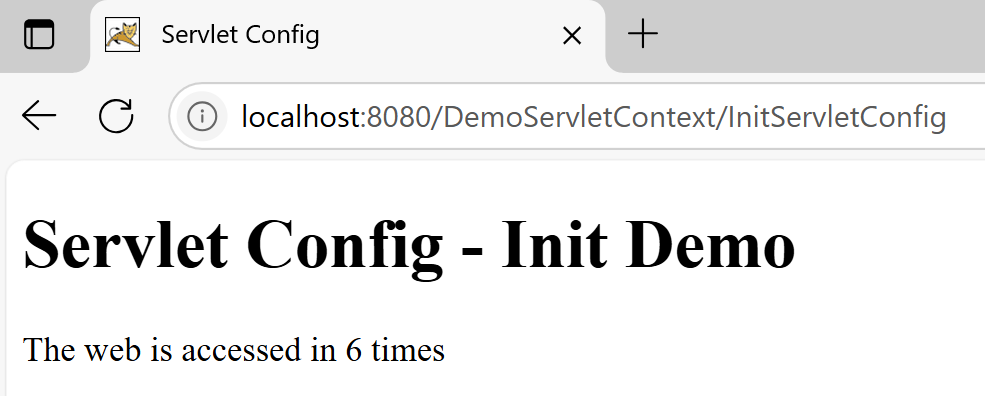 Servlet Config
localhost:8080/DemoServletContext/InitServletConfig
Servlet Config - Init Demo
The web is accessed in 6 times